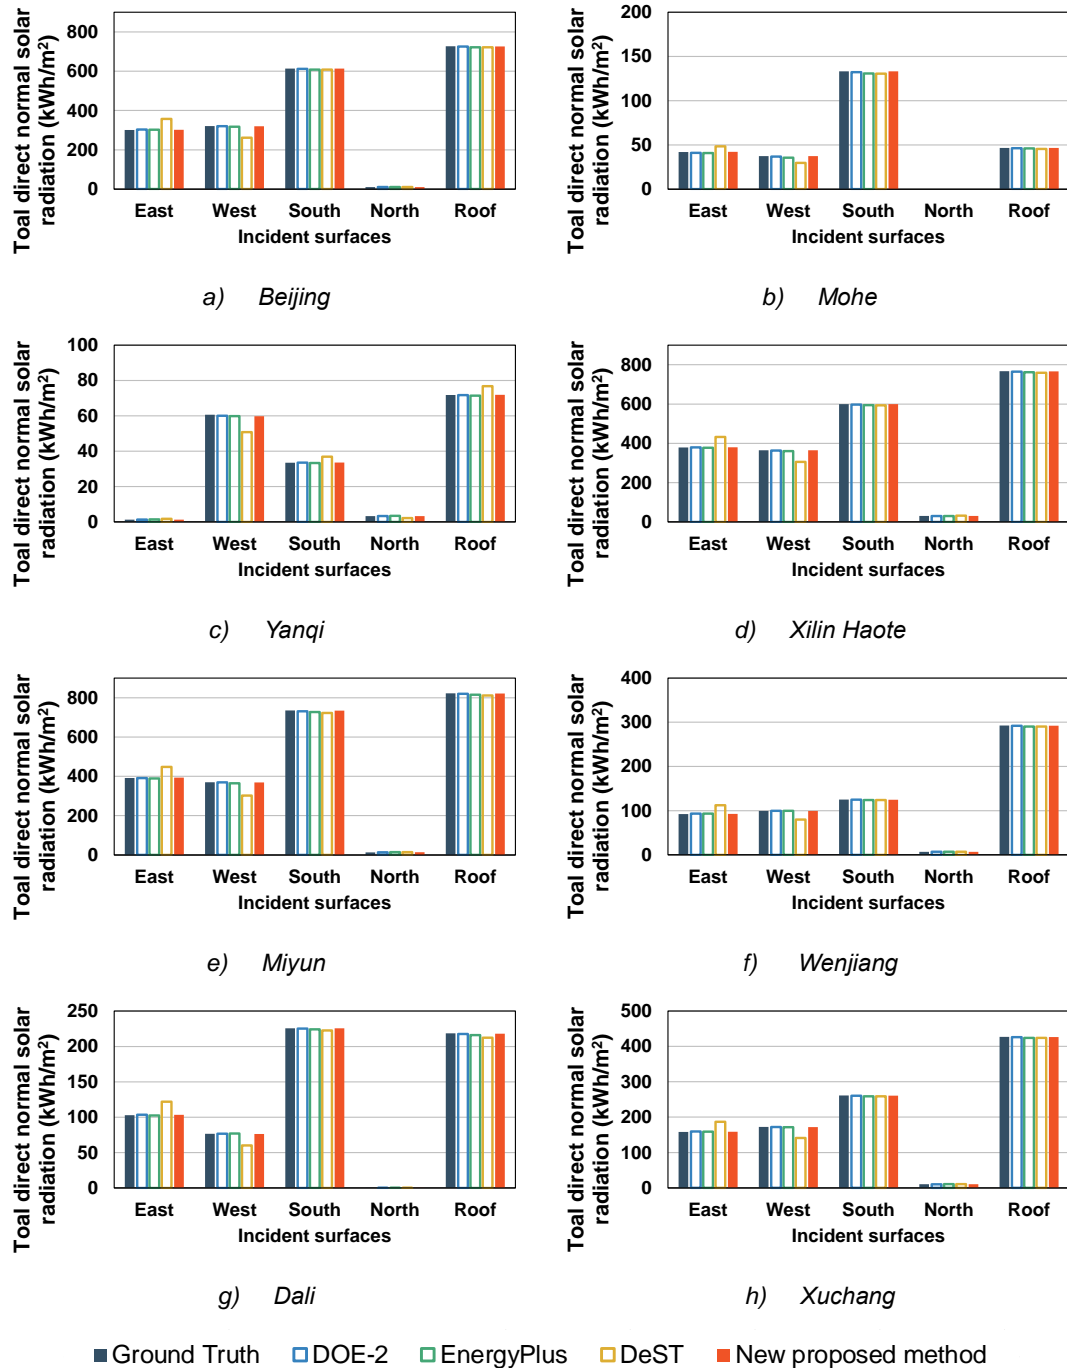 Toal direct normal solar radiation (kWh/m²)
800
600
400
200
0
East West South North Roof
Incident surfaces
a) Beijing
Toal direct normal solar radiation (kWh/m²)
200
150
100
50
0
East West South North Roof
Incident surfaces
b) Mohe
Toal direct normal solar radiation (kWh/m²)
100
80
60
40
20
0
East West South North Roof
Incident surfaces
c) Yanqi
Toal direct normal solar radiation (kWh/m²)
800
600
400
200
0
East West South North Roof
Incident surfaces
d) Xilin Haote
Toal direct normal solar radiation (kWh/m²)
800
600
400
200
0
East West South North Roof
Incident surfaces
e) Miyun
Toal direct normal solar radiation (kWh/m²)
400
300
200
100
0
East West South North Roof
Incident surfaces
f) Wenjiang
Toal direct normal solar radiation (kWh/m²)
250
200
150
100
50
0
East West South North Roof
Incident surfaces
g) Dali
Toal direct normal solar radiation (kWh/m²)
500
400
300
200
100
0
East West South North Roof
Incident surfaces
h) Xuchang
Ground Truth DOE-2 EnergyPlus DeST New proposed method